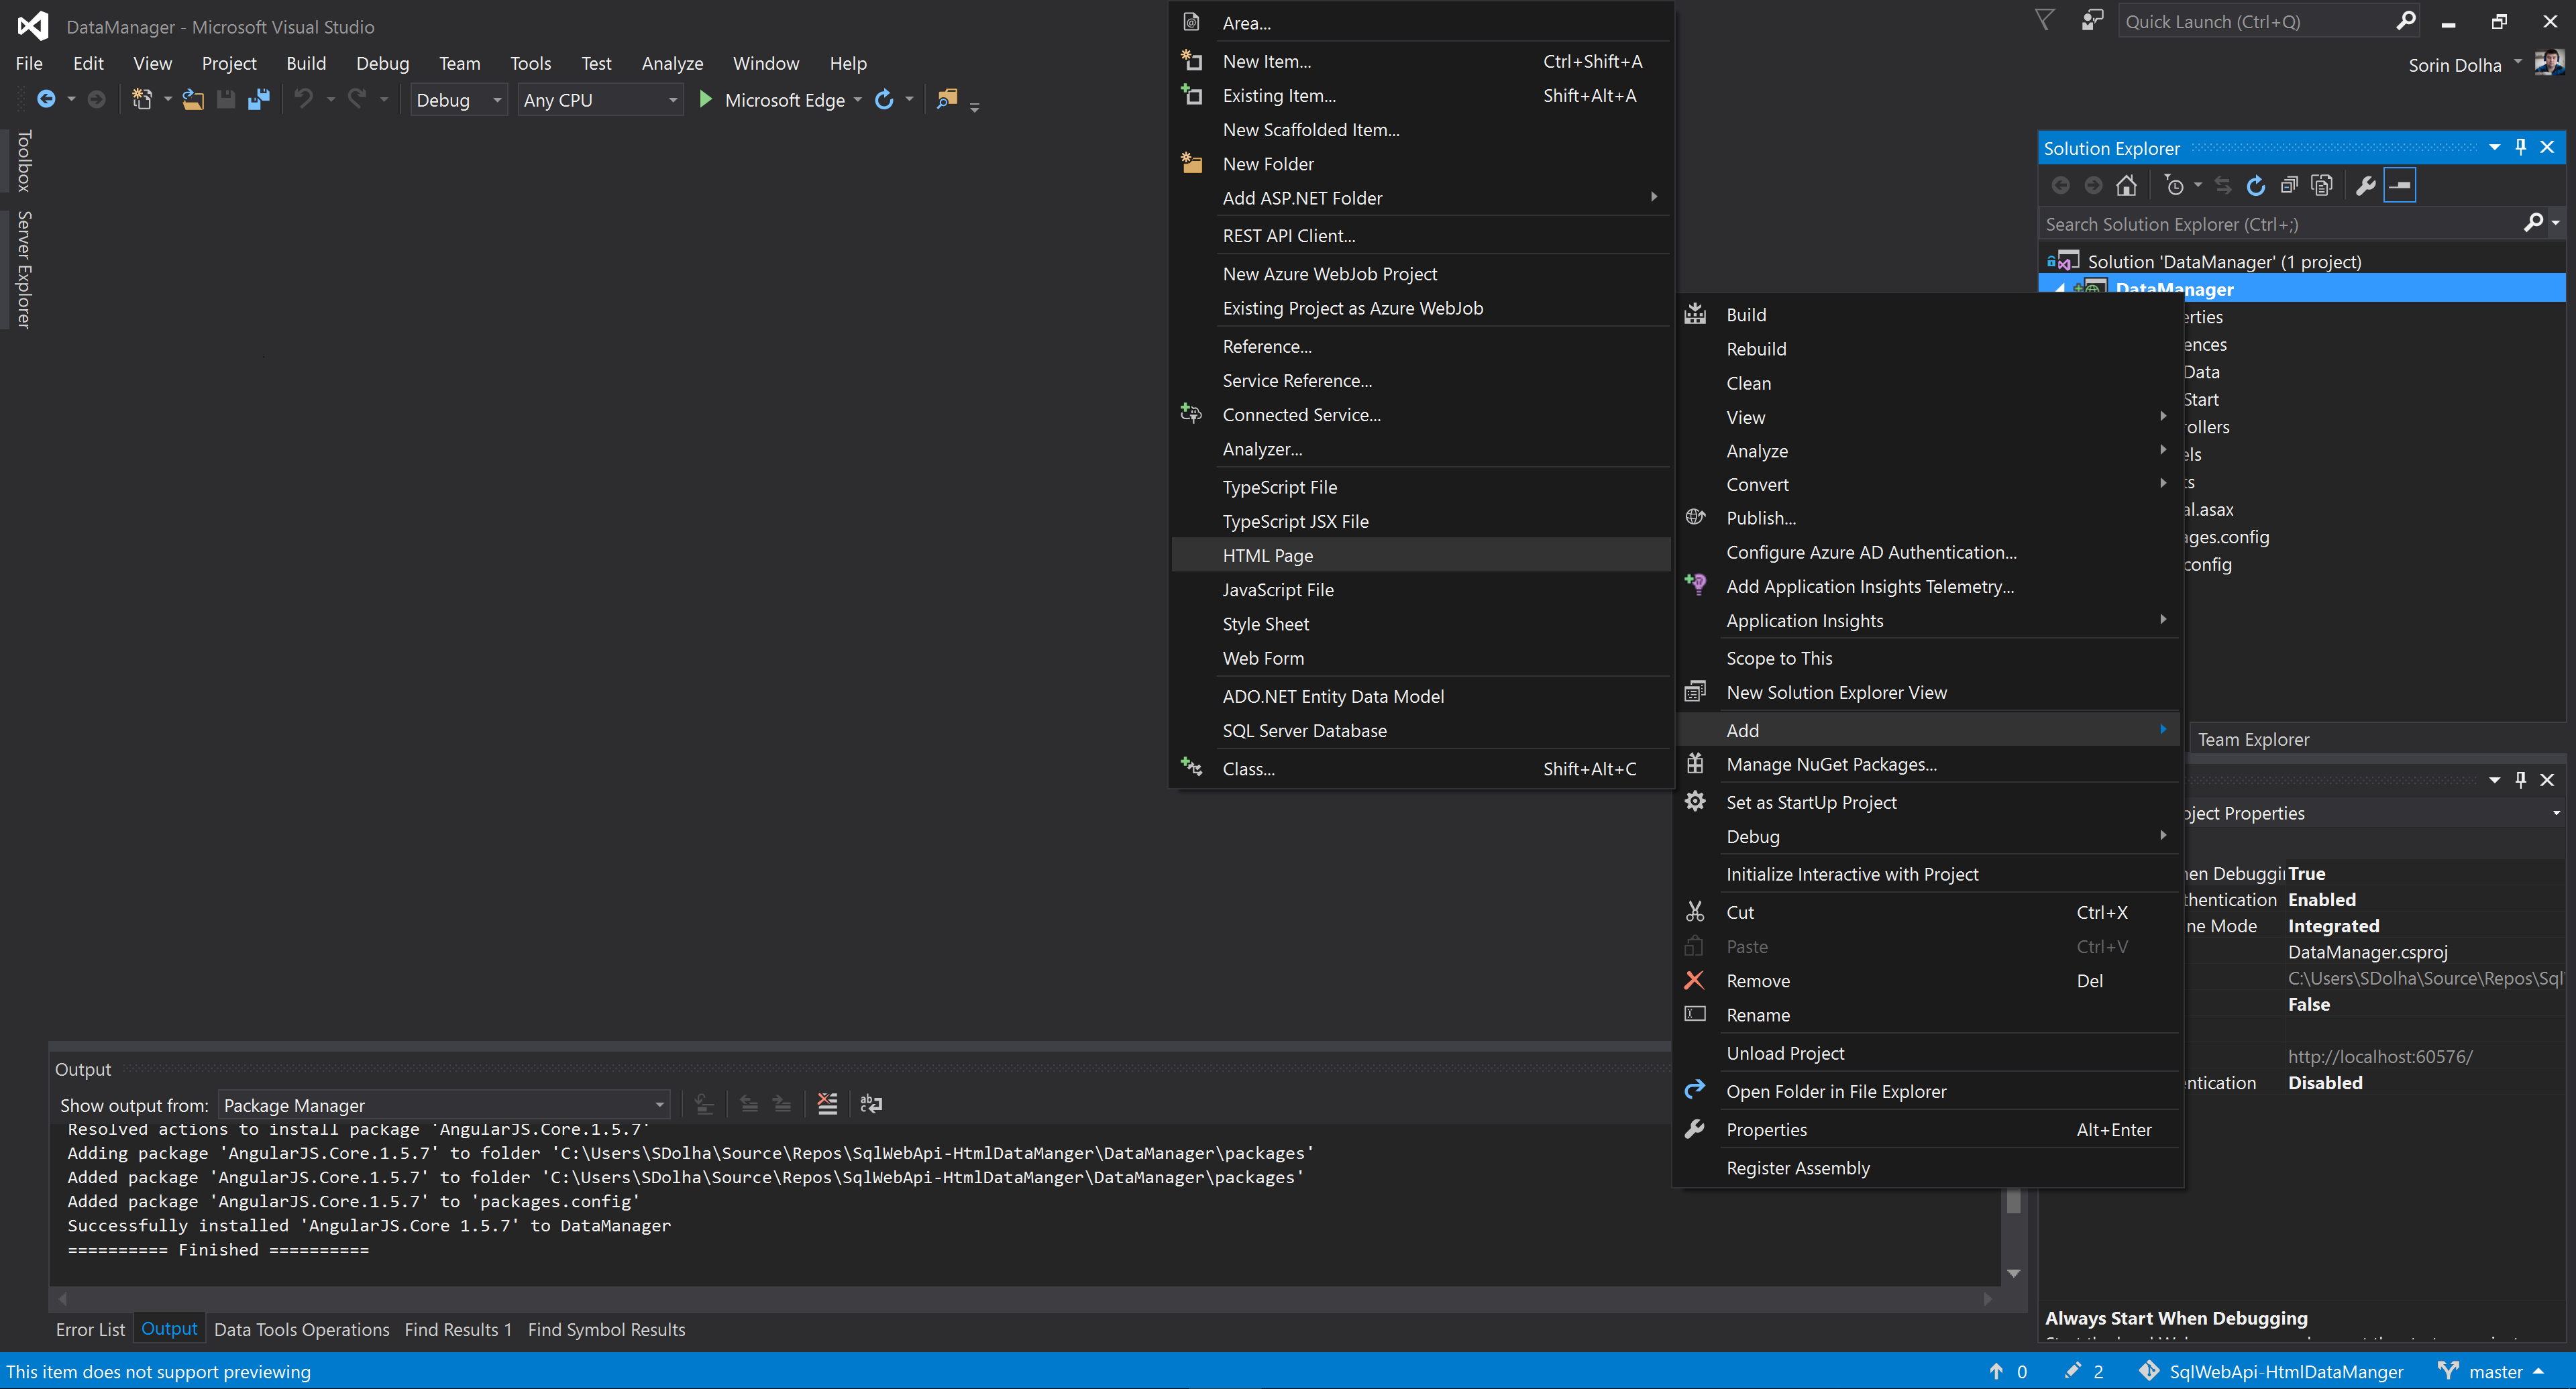 DataManager - Microsoft Visual Studio
Quick Launch (Ctrl+Q)
File Edit View Project Build Debug Team Tools Test Analyze Window Help
Sorin Dolha
Debug Any CPU Microsoft Edge
Toolbox
Server Explorer
Area...
New Item... Ctrl+Shift+A
Existing Item... Shift+Alt+A
New Scaffolded Item...
New Folder
Add ASP.NET Folder
REST API Client...
New Azure WebJob Project
Existing Project as Azure WebJob
Reference...
Service Reference...
Connected Service...
Analyzer...
TypeScript File
TypeScript JSX File
HTML Page
JavaScript File
Style Sheet
Web Form
ADO.NET Entity Data Model
SQL Server Database
Class... Shift+Alt+C
Build
Rebuild
Clean
View
Analyze
Convert
Publish...
Configure Azure AD Authentication...
Add Application Insights Telemetry...
Application Insights
Scope to This
New Solution Explorer View
Add
Manage NuGet Packages...
Set as StartUp Project
Debug
Initialize Interactive with Project
Cut Ctrl+X
Paste Ctrl+V
Remove Del
Rename
Unload Project
Open Folder in File Explorer
Properties Alt+Enter
Register Assembly
Solution Explorer
Search Solution Explorer (Ctrl+;)
Solution 'DataManager' (1 project)
DataManager
erties
ences
Data
Start
rollers
els
ts
al.asax
ages.config
config
Team Explorer
oject Properties
hen Debuggi True
thentication Enabled
ne Mode Integrated
DataManager.csproj
C:\Users\SDolha\Source\Repos\Sql
False
http://localhost:60576/
ntication Disabled
Always Start When Debugging
Output
Show output from: Package Manager
Resolved actions to install package 'AngularJS.Core.1.5.7'
Adding package 'AngularJS.Core.1.5.7' to folder 'C:\Users\SDolha\Source\Repos\SqlWebApi-HtmlDataManger\DataManager\packages'
Added package 'AngularJS.Core.1.5.7' to folder 'C:\Users\SDolha\Source\Repos\SqlWebApi-HtmlDataManger\DataManager\packages'
Added package 'AngularJS.Core.1.5.7' to 'packages.config'
Successfully installed 'AngularJS.Core 1.5.7' to DataManager
========== Finished ==========
Error List Output Data Tools Operations Find Results 1 Find Symbol Results
This item does not support previewing
0 2 SqlWebApi-HtmlDataManger master